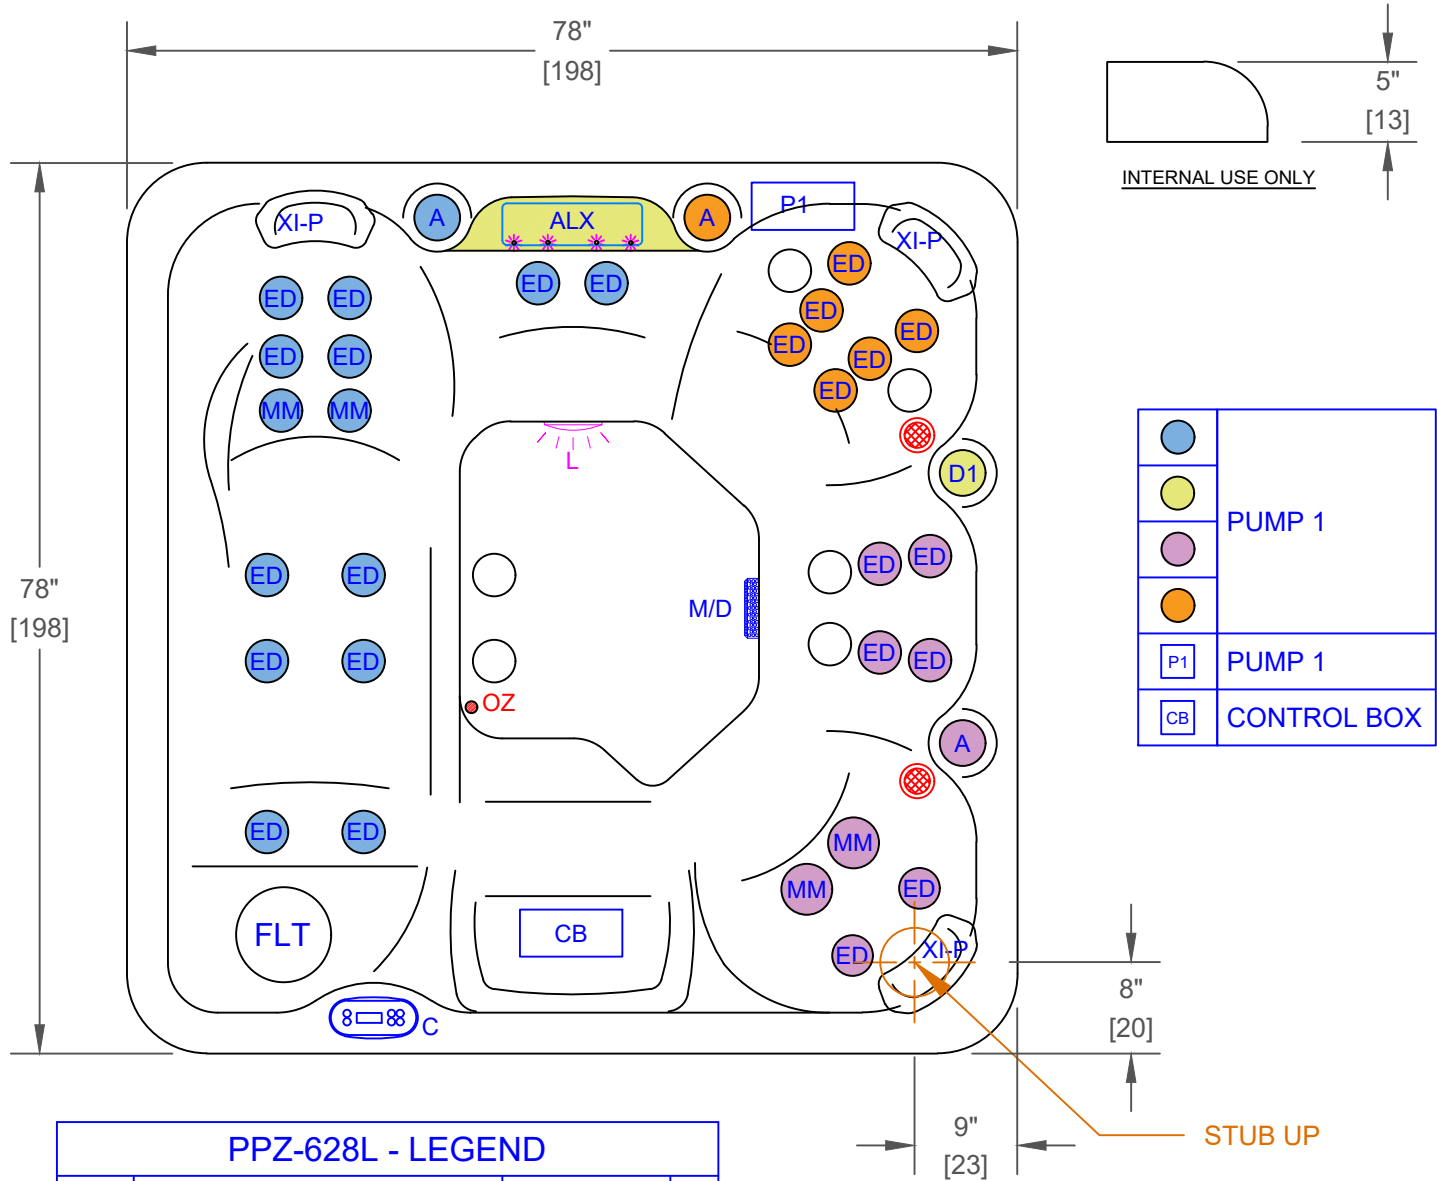 78"
[198]
5"
[13]
INTERNAL USE ONLY
XI-P
A
ALX
A
P1
XI-P
ED
ED
ED
ED
ED
ED
ED
ED
ED
ED
ED
ED
ED
ED
MM
MM
L
D1
PUMP 1
P1
PUMP 1
CB
CONTROL BOX
78"
[198]
ED
ED
ED
ED
M/D
ED
ED
ED
ED
OZ
A
ED
ED
MM
MM
ED
ED
XI-P
FLT
CB
C
8"
[20]
9"
[23]
STUB UP
PPZ-628L - LEGEND